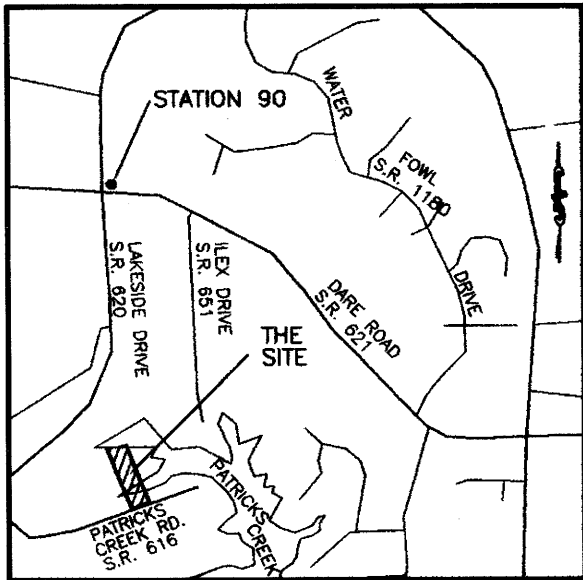 STATION 90
WATER
FOWL
S.R. 1180
DRIVE
LAKESIDE DRIVE
S.R. 620
ILEX DRIVE
S.R. 651
DARE ROAD
S.R. 621
THE
SITE
PATRICKS
CREEK
PATRICKS
CREEK RD.
S.R. 616